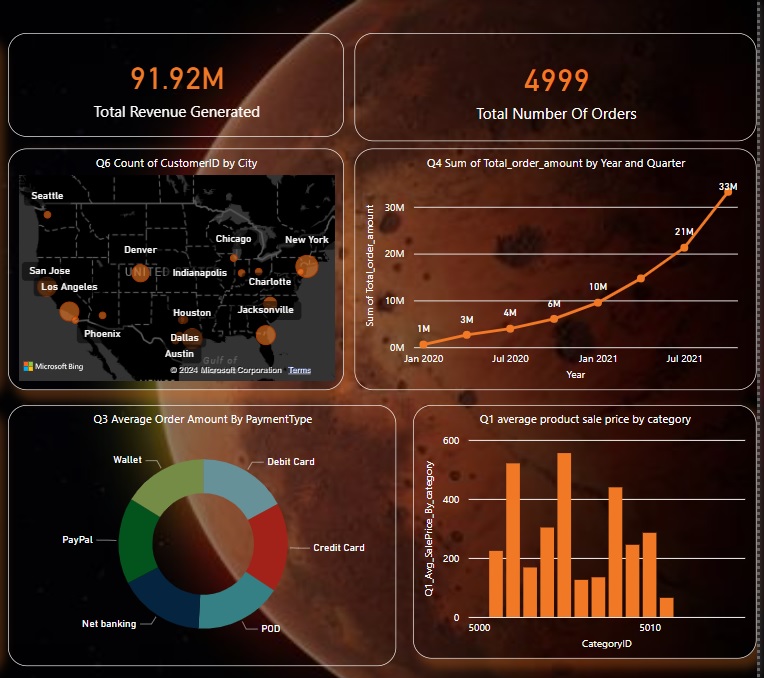 91.92M
Total Revenue Generated
4999
Total Number Of Orders
Q6 Count of CustomerID by City
Seattle
Chicago
New York
Denver
San Jose
UNITED
Indianapolis
Los Angeles
Charlotte
Houston
Jacksonville
Phoenix
Dallas
Austin
Gulf of
Microsoft Bing
© 2024 Microsoft Corporation Terms
Q4 Sum of Total_order_amount by Year and Quarter
Sum of Total_order_amount
30M
20M
10M
0M
1M
3M
4M
6M
10M
21M
33M
Jan 2020
Jul 2020
Jan 2021
Jul 2021
Year
Q3 Average Order Amount By PaymentType
Wallet
Debit Card
PayPal
Credit Card
Net banking
POD
Q1 average product sale price by category
Q1_Avg_SalePrice_By_category
600
400
200
0
5000
5010
CategoryID